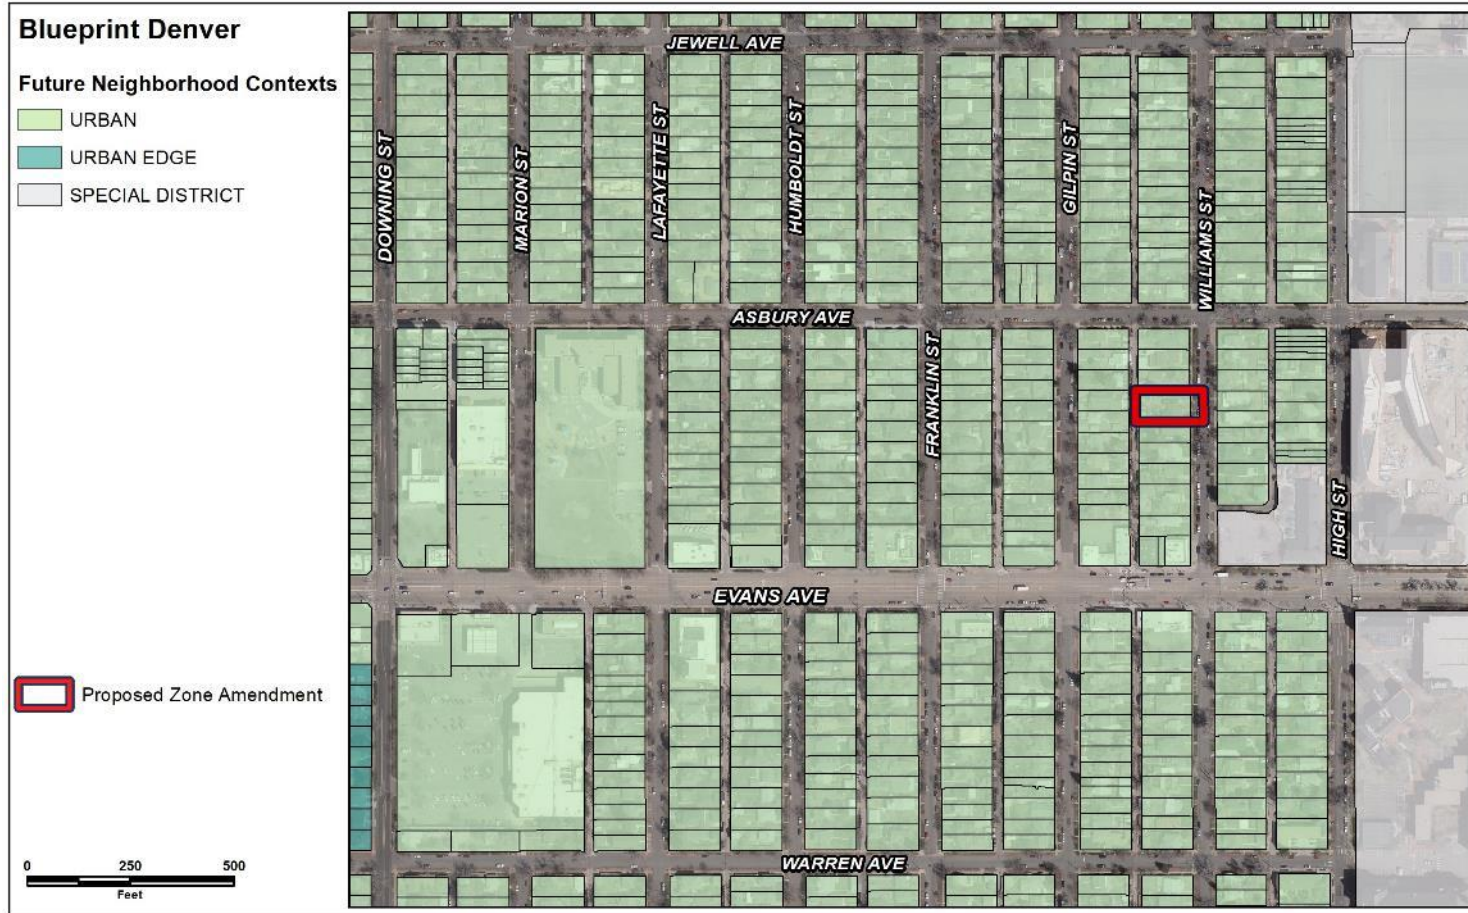 Blueprint Denver
Future Neighborhood Contexts
URBAN
URBAN EDGE
SPECIAL DISTRICT
Proposed Zone Amendment
0 250 500
Feet
JEWELL AVE
DOWNING ST
MARION ST
LAFAYETTE ST
HUMBOLDT ST
GILPIN ST
WILLIAMS ST
ASBURY AVE
FRANKLIN ST
HIGH ST
EVANS AVE
WARREN AVE